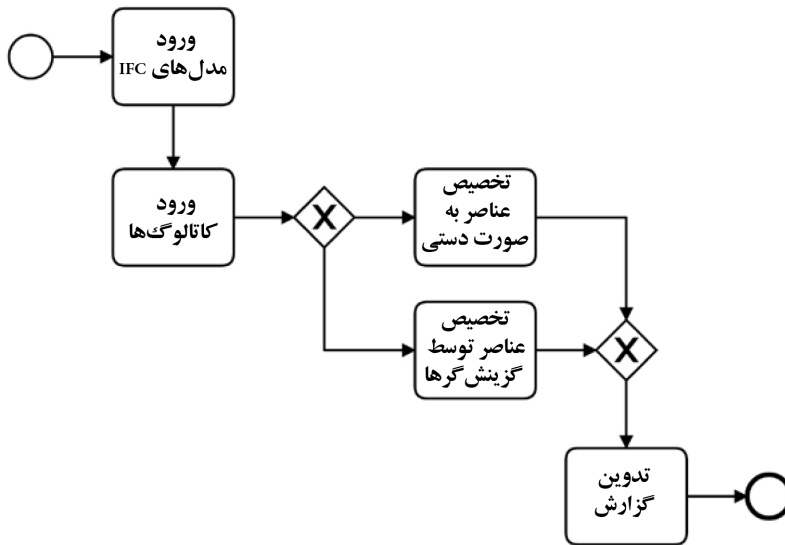 ورود
مدل‌های IFC
ورود
کاتالوگ‌ها
X
تخصیص
عناصر به
صورت دستی
تخصیص
عناصر توسط
گزینش‌گرها
X
تدوین
گزارش